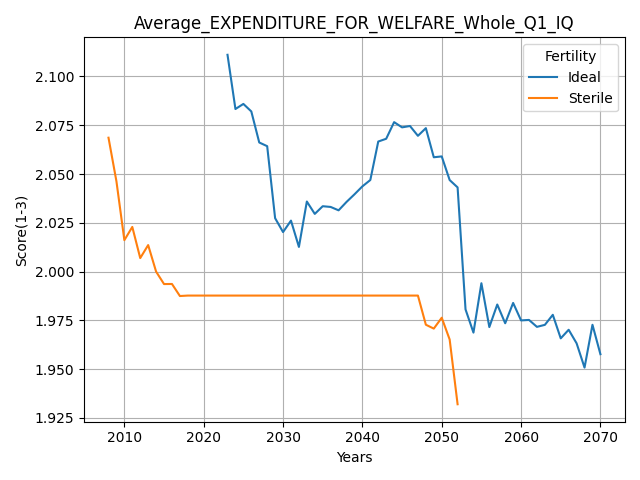 Average_EXPENDITURE_FOR_WELFARE_Whole_Q1_IQ
Fertility
Ideal
Sterile
Score(1-3)
2.100
2.075
2.050
2.025
2.000
1.975
1.950
1.925
2010 2020 2030 2040 2050 2060 2070
Years